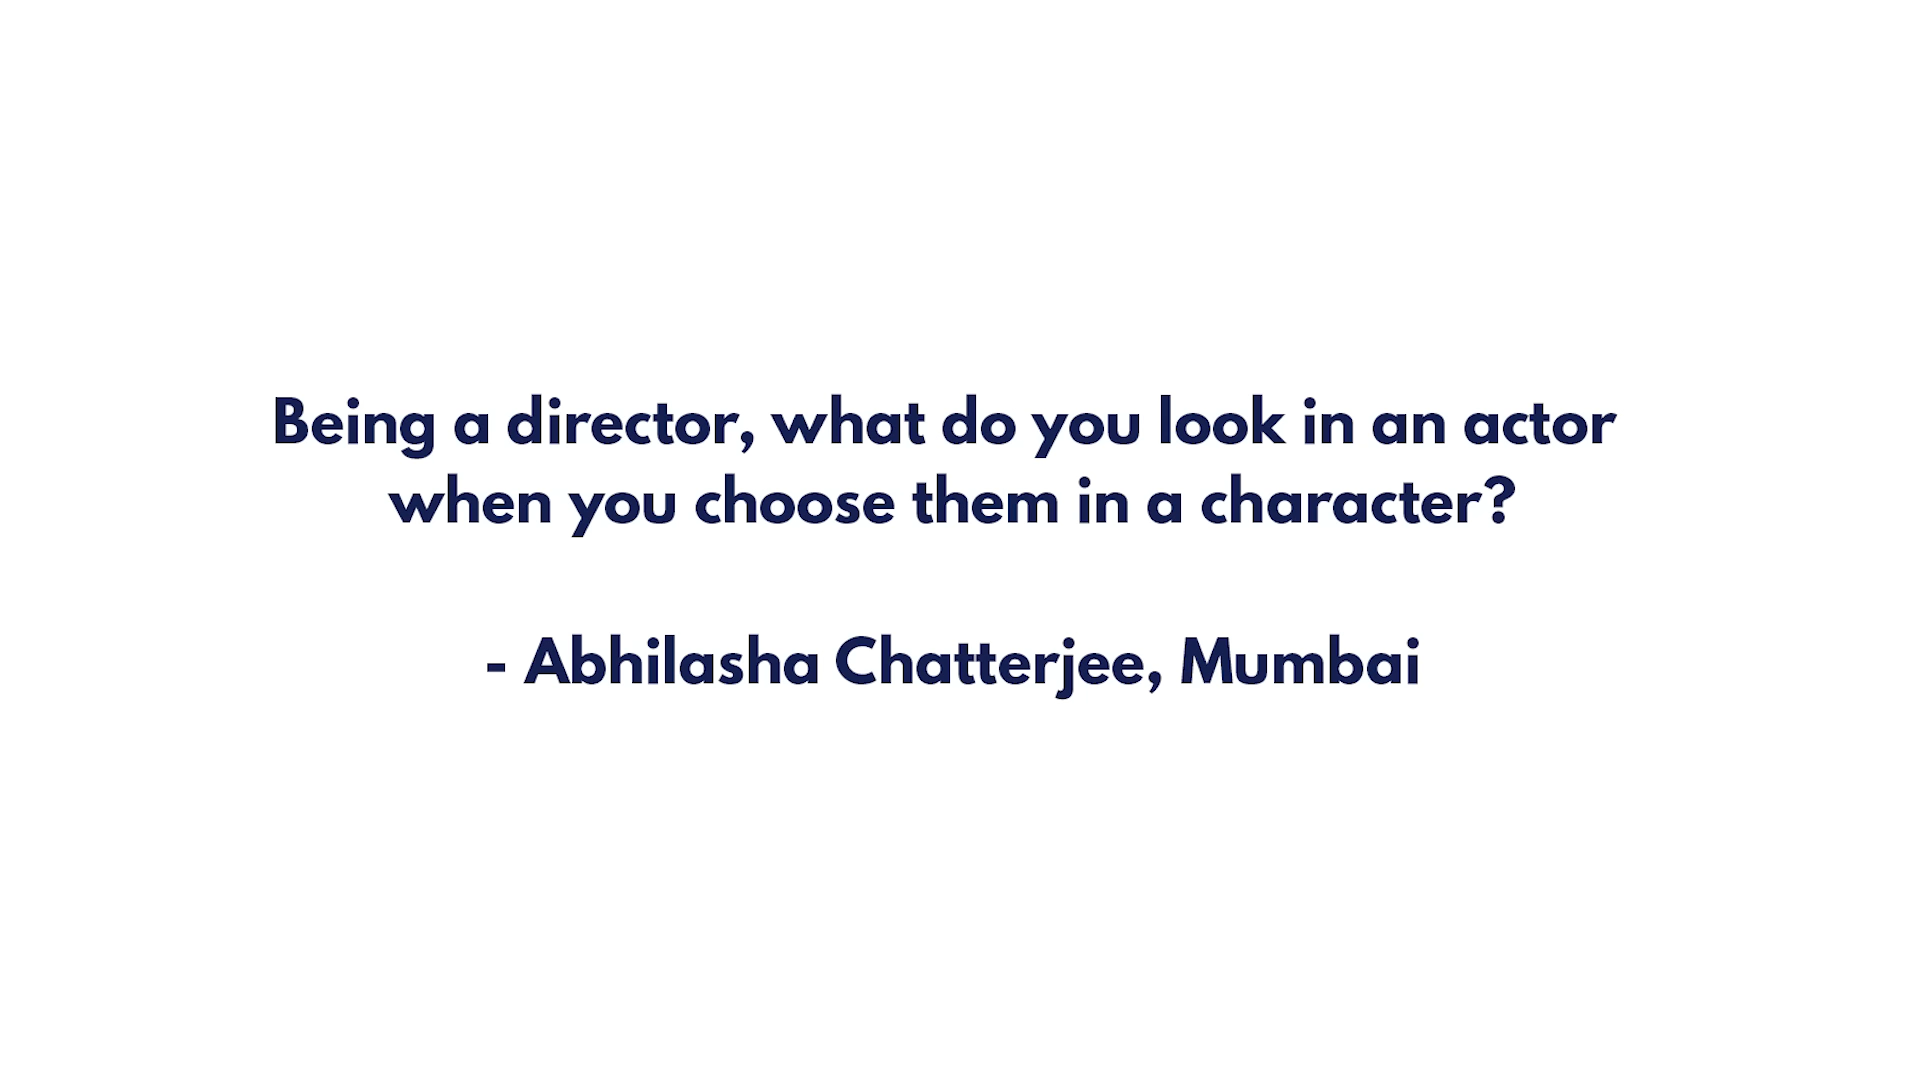 Being a director, what do you look in an actor
when you choose them in a character?
- Abhilasha Chatterjee, Mumbai